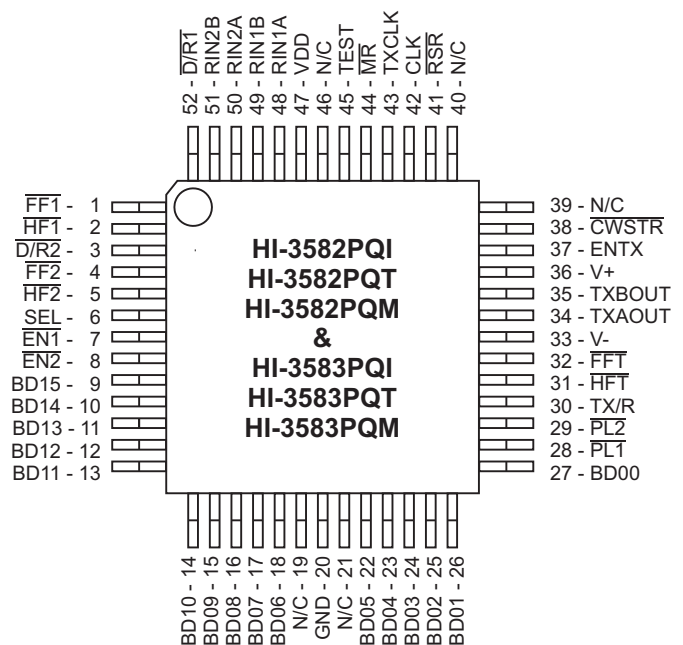 52 - D/R1
51 - RIN2B
50 - RIN2A
49 - RIN1B
48 - RIN1A
47 - VDD
46 - N/C
45 - TEST
44 - MR
43 - TXCLK
42 - CLK
41 - RSR
40 - N/C
FF1 - 1
HF1 - 2
D/R2 - 3
FF2 - 4
HF2 - 5
SEL - 6
EN1 - 7
EN2 - 8
BD15 - 9
BD14 - 10
BD13 - 11
BD12 - 12
BD11 - 13
HI-3582PQI
HI-3582PQT
HI-3582PQM
&
HI-3583PQI
HI-3583PQT
HI-3583PQM
39 - N/C
38 - CWSTR
37 - ENTX
36 - V+
35 - TXBOUT
34 - TXAOUT
33 - V-
32 - FFT
31 - HFT
30 - TX/R
29 - PL2
28 - PL1
27 - BD00
BD10 - 14
BD09 - 15
BD08 - 16
BD07 - 17
BD06 - 18
N/C - 19
GND - 20
N/C - 21
BD05 - 22
BD04 - 23
BD03 - 24
BD02 - 25
BD01 - 26